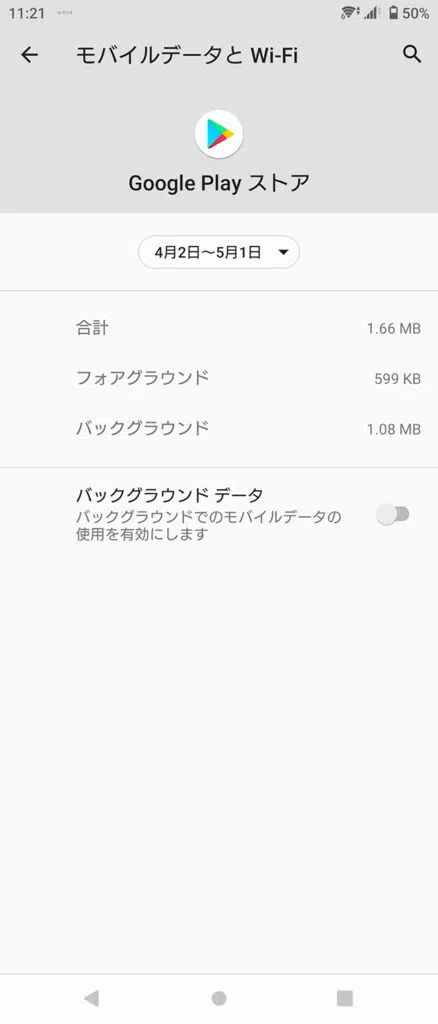 11:21 50%
モバイルデータと Wi-Fi
Google Play ストア
4月2日～5月1日
合計 1.66 MB
フォアグラウンド 599 KB
バックグラウンド 1.08 MB
バックグラウンド データ
バックグラウンドでのモバイルデータの
使用を有効にします